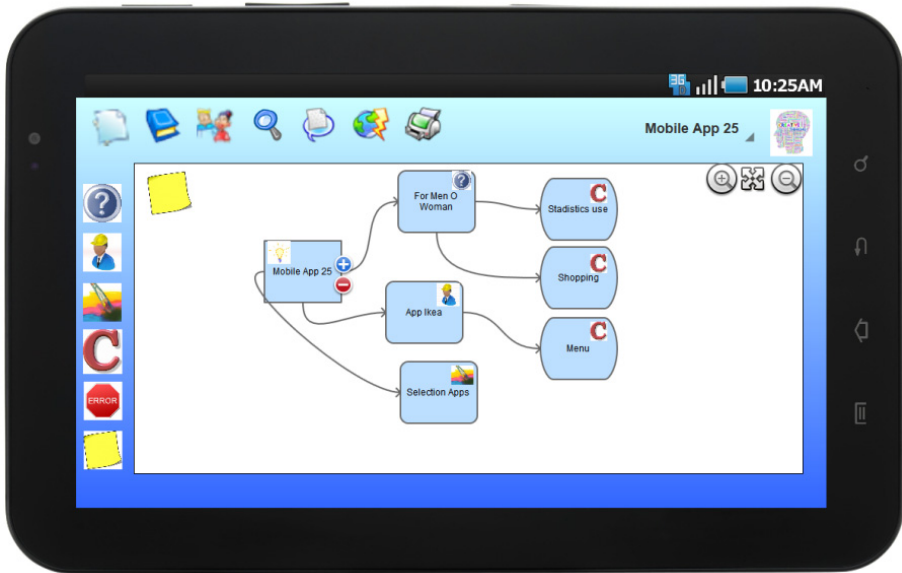 3G
10:25AM
Mobile App 25
For Men O
Woman
C
Stadistics use
Mobile App 25
C
Shopping
App Ikea
C
Menu
Selection Apps
C
ERROR